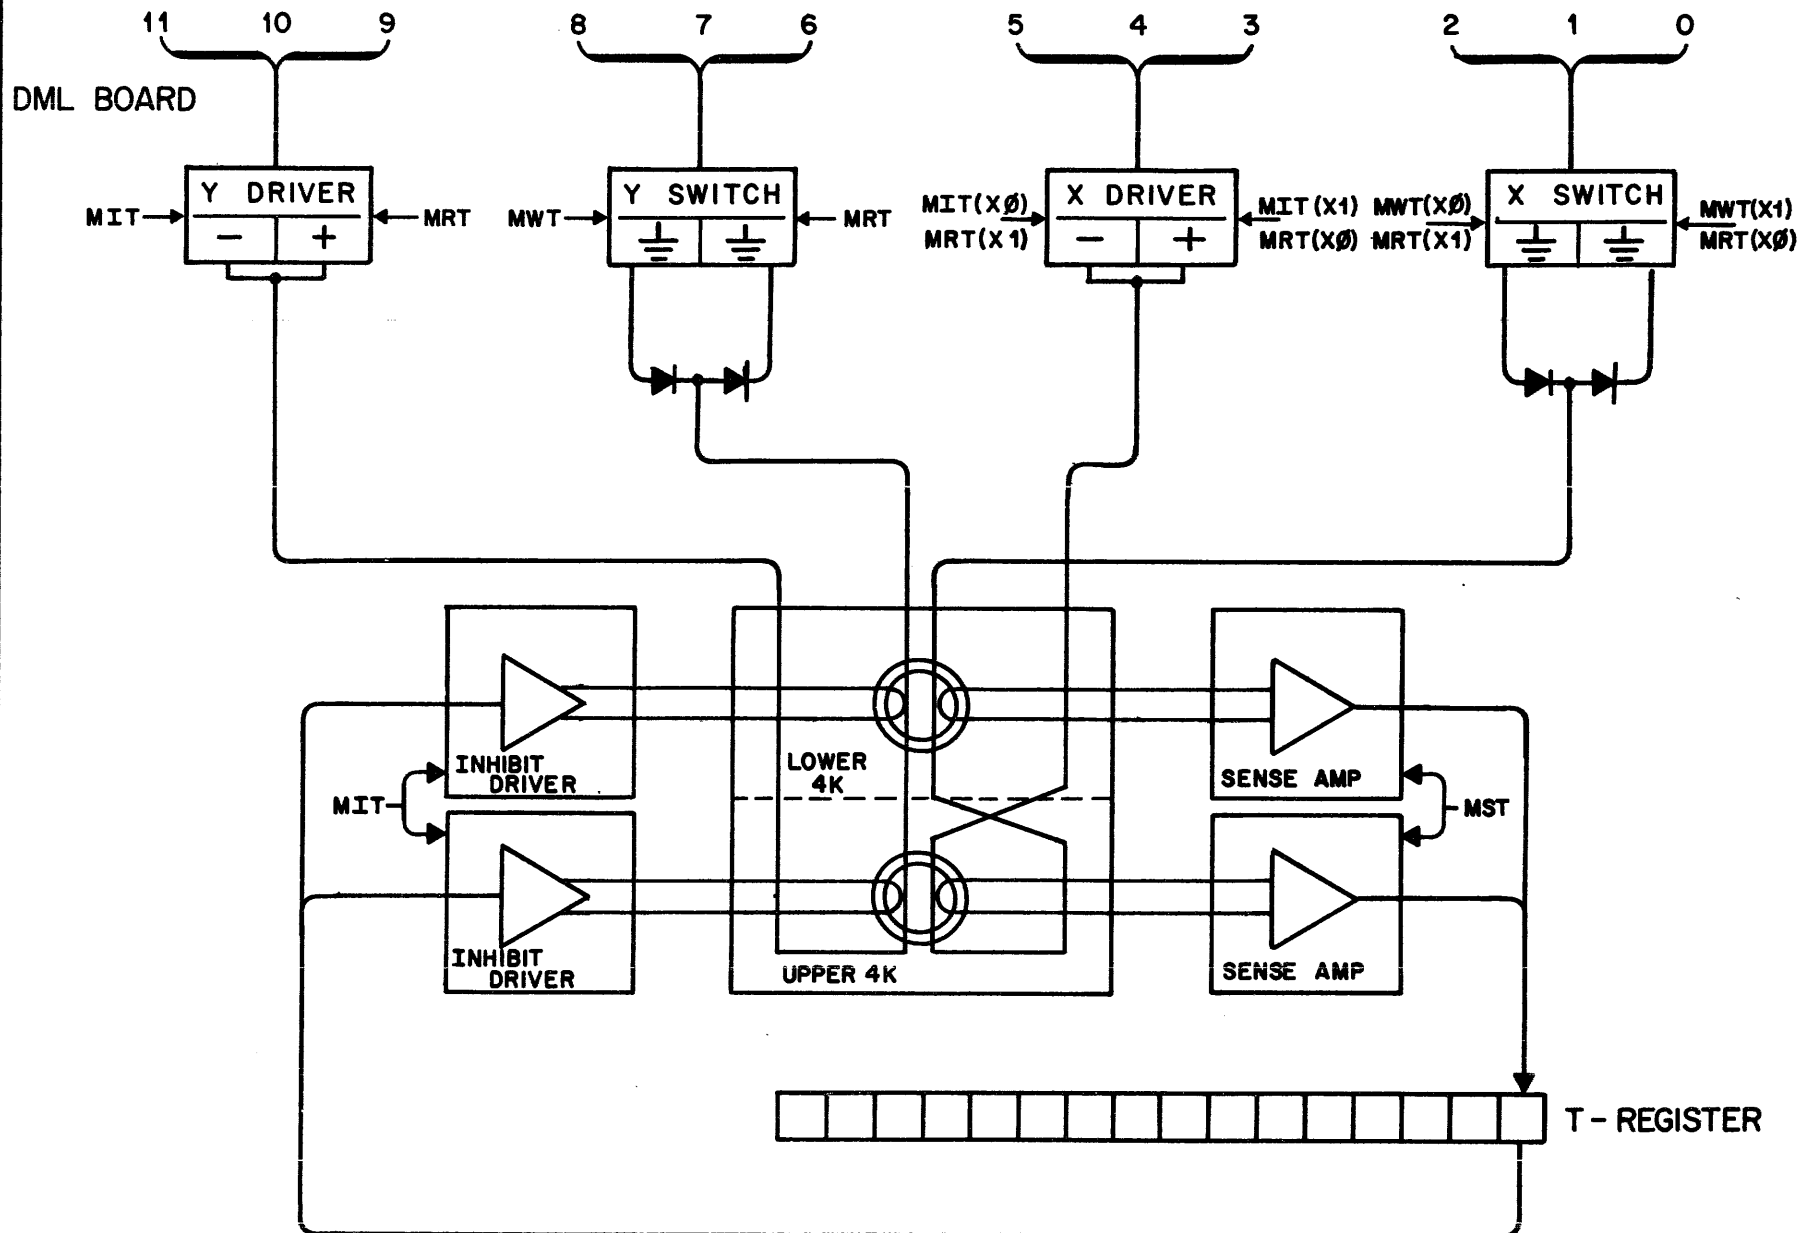 11 10 9 8 7 6 5 4 3 2 1 0
DML BOARD
Y DRIVER
MIT
MRT
− +
Y SWITCH
MWT
MRT
X DRIVER
MIT(XØ)
MRT(X1)
MIT(X1)
MRT(XØ)
− +
X SWITCH
MWT(XØ)
MRT(X1)
MWT(X1)
MRT(XØ)
INHIBIT
DRIVER
LOWER
4K
SENSE AMP
MIT
MST
INHIBIT
DRIVER
UPPER 4K
SENSE AMP
T-REGISTER